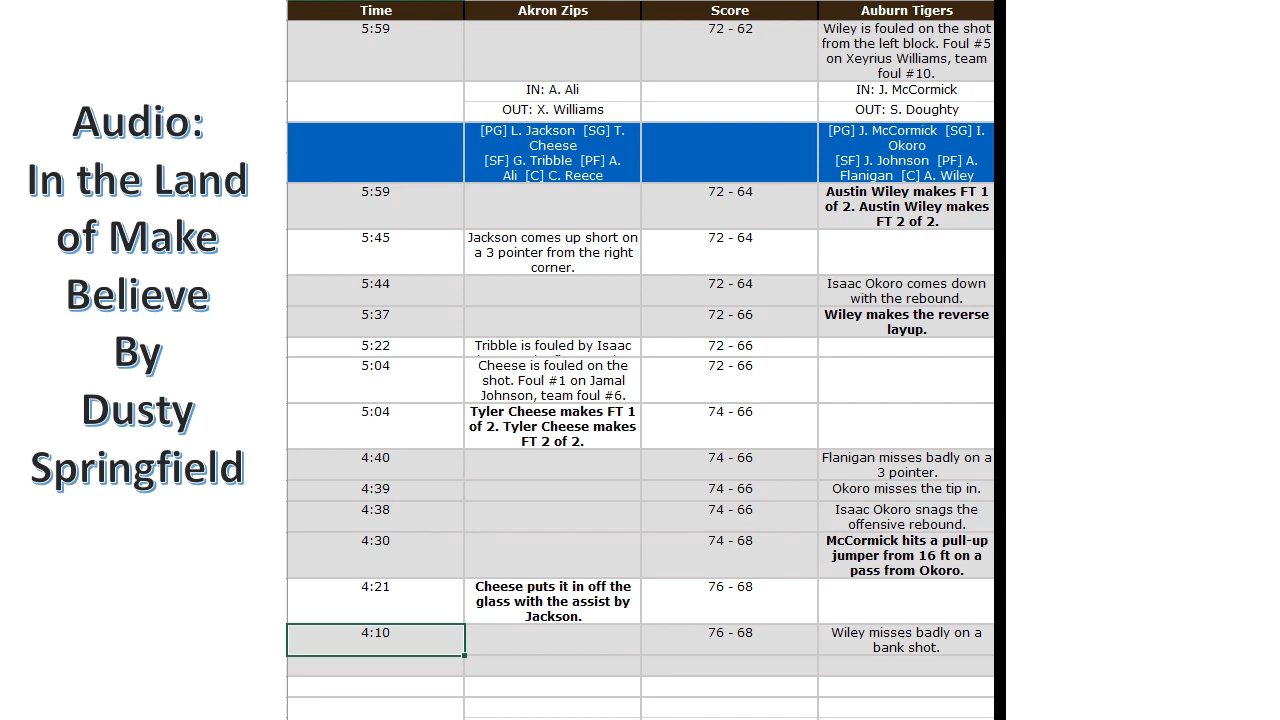 Audio:
In the Land
of Make
Believe
By
Dusty
Springfield
Time Akron Zips Score Auburn Tigers
5:59 72 - 62 Wiley is fouled on the shot
from the left block. Foul #5
on Xeyrius Williams, team
foul #10.
IN: A. Ali IN: J. McCormick
OUT: X. Williams OUT: S. Doughty
[PG] L. Jackson [SG] T.
Cheese
[SF] G. Tribble [PF] A.
Ali [C] C. Reece
[PG] J. McCormick [SG] I.
Okoro
[SF] J. Johnson [PF] A.
Flanigan [C] A. Wiley
5:59 72 - 64 Austin Wiley makes FT 1
of 2. Austin Wiley makes
FT 2 of 2.
5:45 Jackson comes up short on
a 3 pointer from the right
corner.
72 - 64
5:44 72 - 64 Isaac Okoro comes down
with the rebound.
5:37 72 - 66 Wiley makes the reverse
layup.
5:22 Tribble is fouled by Isaac 72 - 66
5:04 Cheese is fouled on the
shot. Foul #1 on Jamal
Johnson, team foul #6.
72 - 66
5:04 Tyler Cheese makes FT 1
of 2. Tyler Cheese makes
FT 2 of 2.
74 - 66
4:40 74 - 66 Flanigan misses badly on a
3 pointer.
4:39 74 - 66 Okoro misses the tip in.
4:38 74 - 66 Isaac Okoro snags the
offensive rebound.
4:30 74 - 68 McCormick hits a pull-up
jumper from 16 ft on a
pass from Okoro.
4:21 Cheese puts it in off the
glass with the assist by
Jackson.
76 - 68
4:10 76 - 68 Wiley misses badly on a
bank shot.